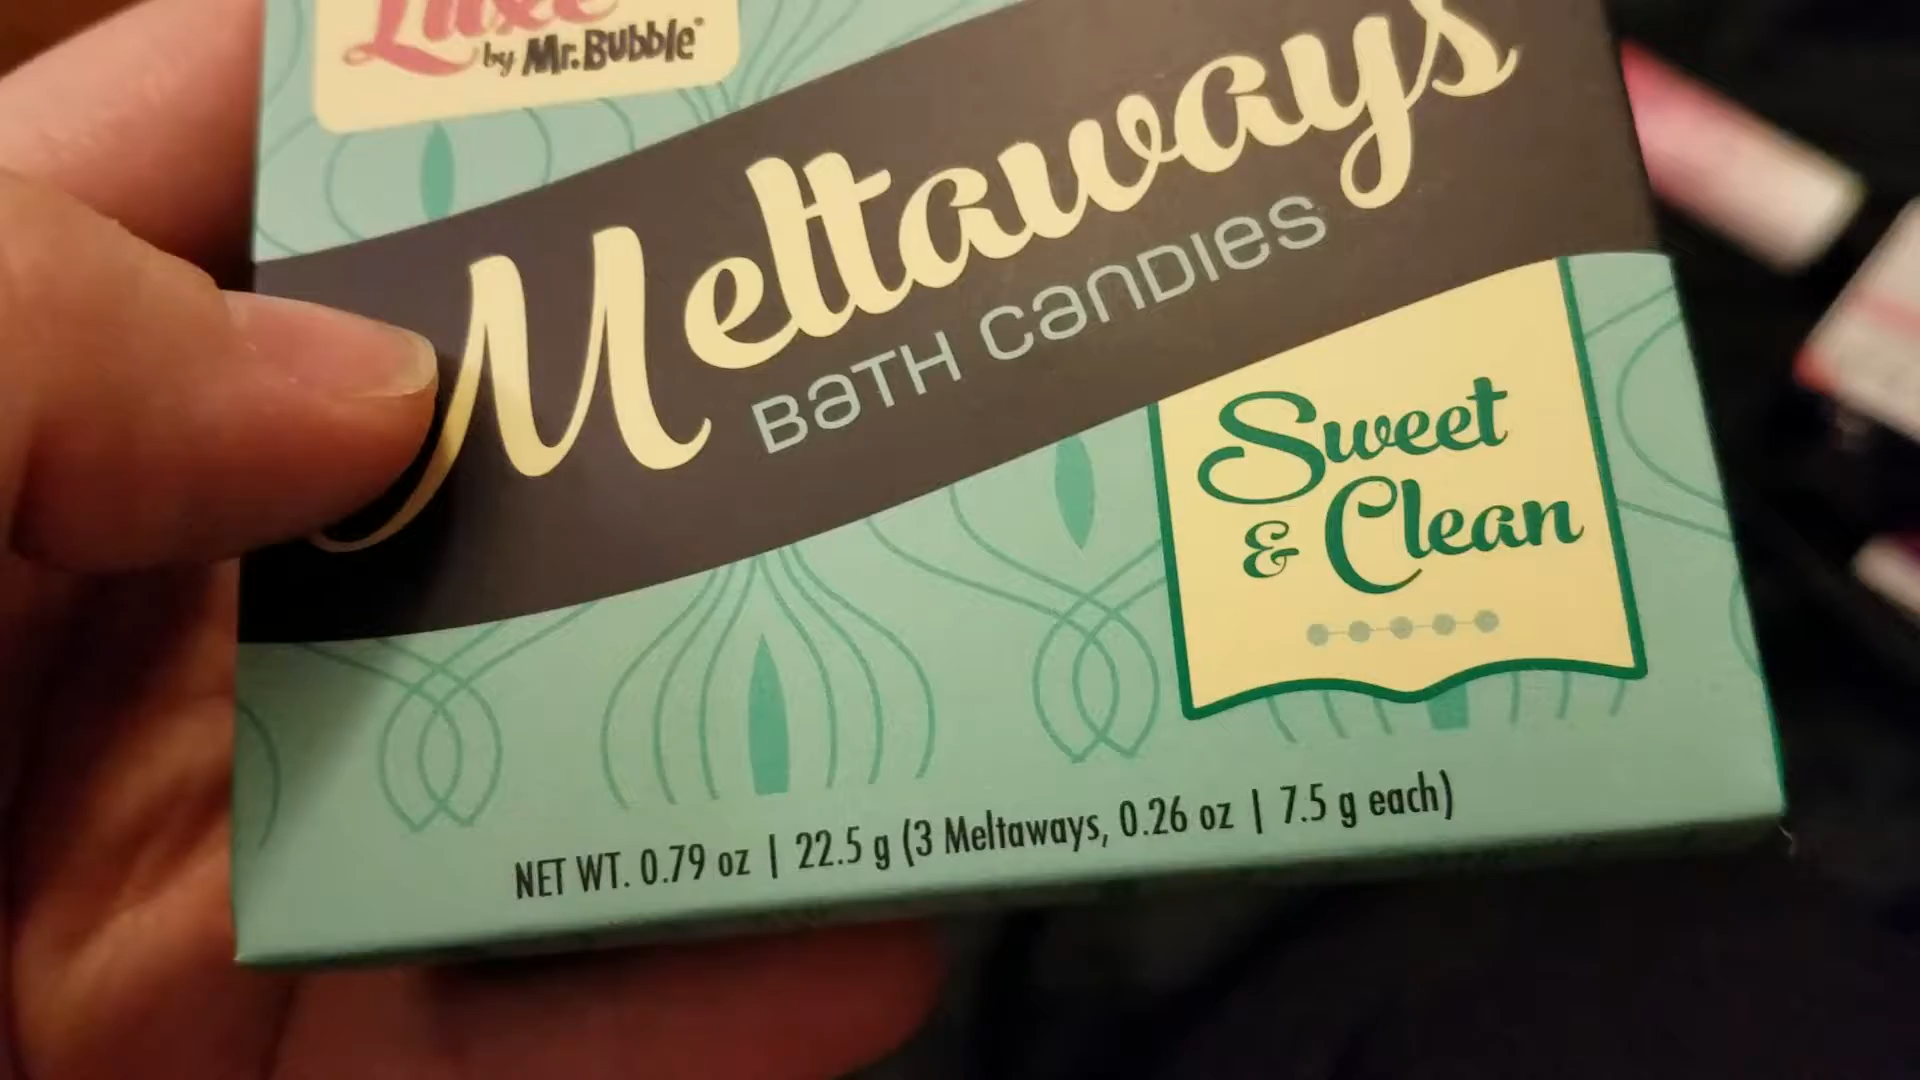 Luxe
by Mr. Bubble
Meltaways
BATH CANDIES
Sweet
& Clean
NET WT. 0.79 oz | 22.5 g (3 Meltaways, 0.26 oz | 7.5 g each)